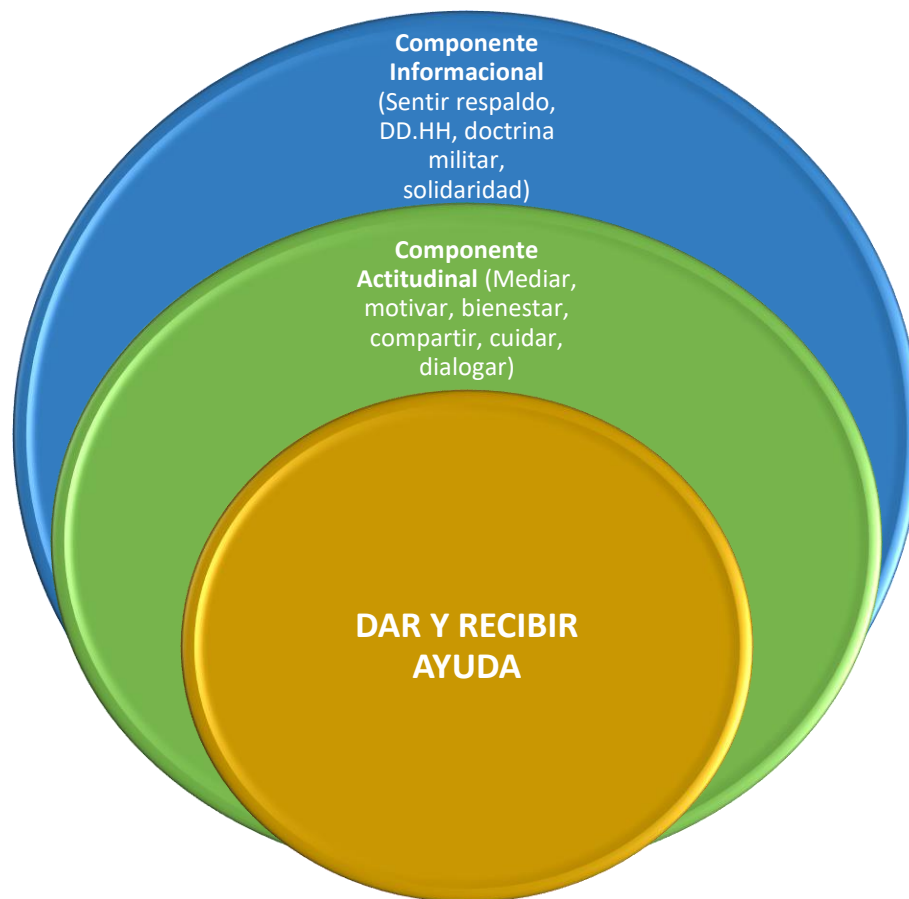 Componente
Informacional
(Sentir respaldo,
DD.HH, doctrina
militar,
solidaridad)
Componente
Actitudinal (Mediar,
motivar, bienestar,
compartir, cuidar,
dialogar)
DAR Y RECIBIR
AYUDA